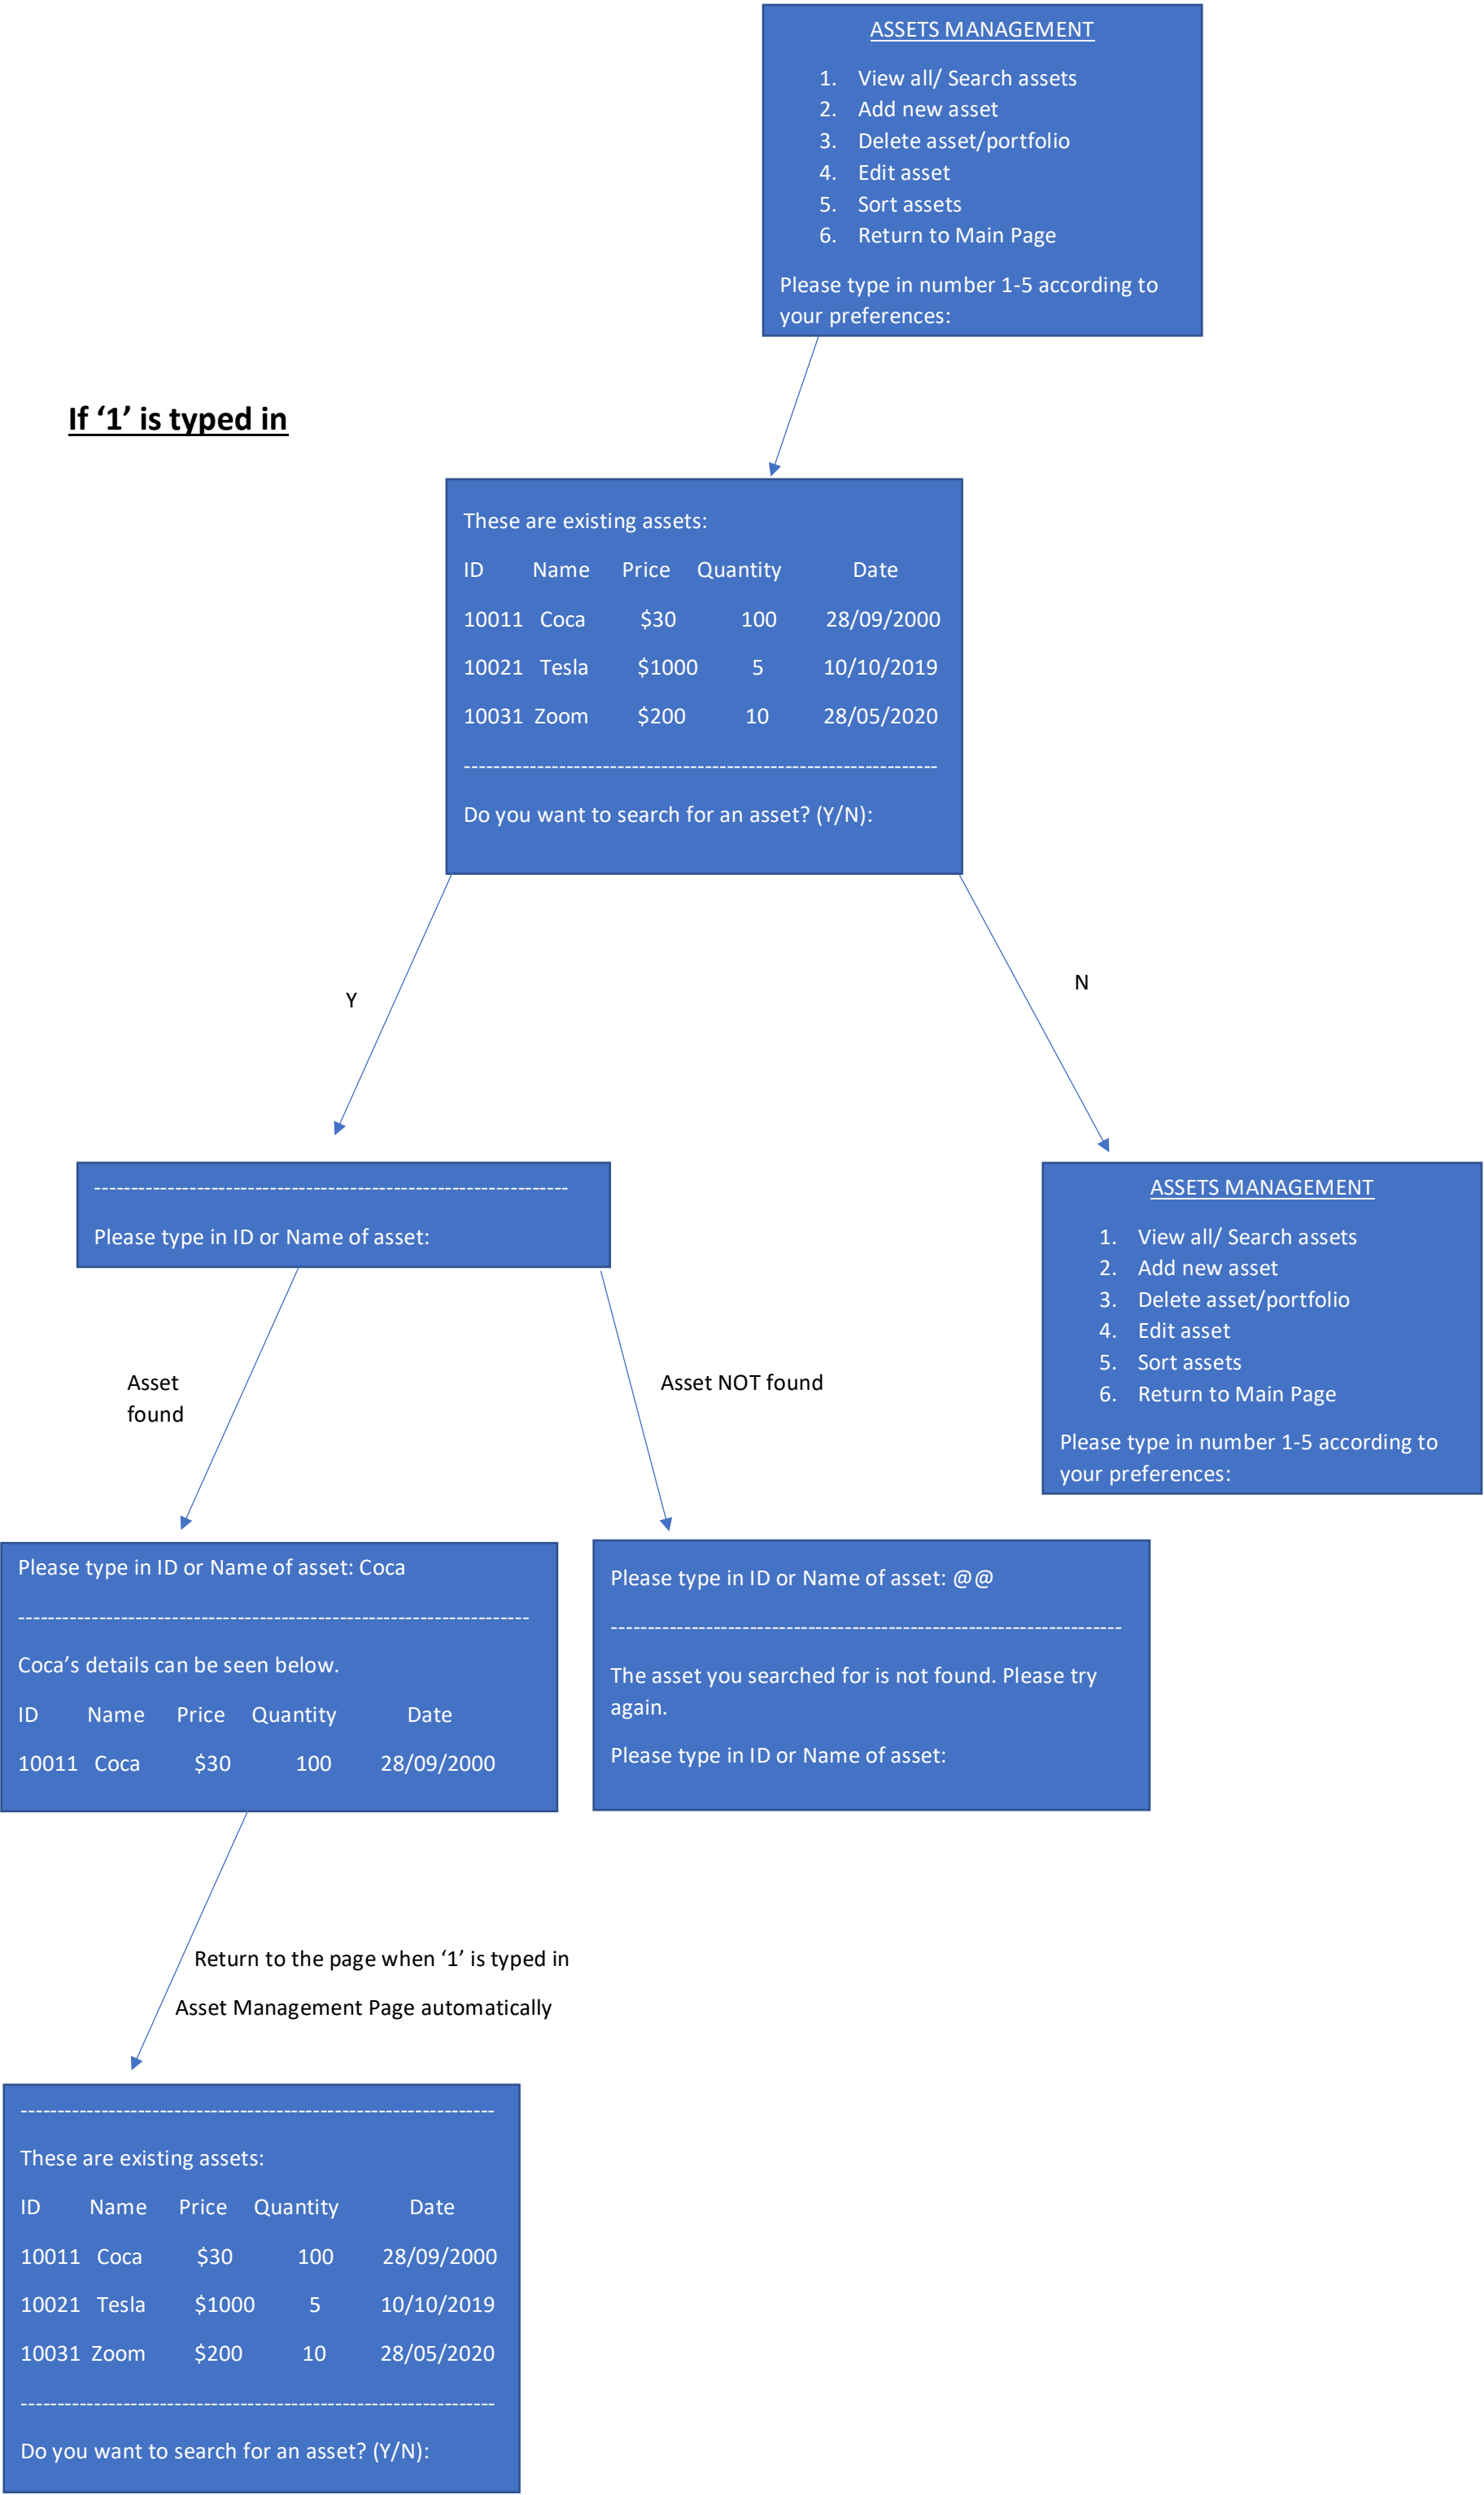 ASSETS MANAGEMENT
1. View all/ Search assets
2. Add new asset
3. Delete asset/portfolio
4. Edit asset
5. Sort assets
6. Return to Main Page
Please type in number 1-5 according to
your preferences:
If ‘1’ is typed in
These are existing assets:
ID Name Price Quantity Date
10011 Coca $30 100 28/09/2000
10021 Tesla $1000 5 10/10/2019
10031 Zoom $200 10 28/05/2020
-----------------------------------------------------------------
Do you want to search for an asset? (Y/N):
Y
N
-----------------------------------------------------------------
Please type in ID or Name of asset:
ASSETS MANAGEMENT
1. View all/ Search assets
2. Add new asset
3. Delete asset/portfolio
4. Edit asset
5. Sort assets
6. Return to Main Page
Please type in number 1-5 according to
your preferences:
Asset
found
Asset NOT found
Please type in ID or Name of asset: Coca
----------------------------------------------------------------------
Coca’s details can be seen below.
ID Name Price Quantity Date
10011 Coca $30 100 28/09/2000
Please type in ID or Name of asset: @@
----------------------------------------------------------------------
The asset you searched for is not found. Please try
again.
Please type in ID or Name of asset:
Return to the page when ‘1’ is typed in
Asset Management Page automatically
-----------------------------------------------------------------
These are existing assets:
ID Name Price Quantity Date
10011 Coca $30 100 28/09/2000
10021 Tesla $1000 5 10/10/2019
10031 Zoom $200 10 28/05/2020
-----------------------------------------------------------------
Do you want to search for an asset? (Y/N):